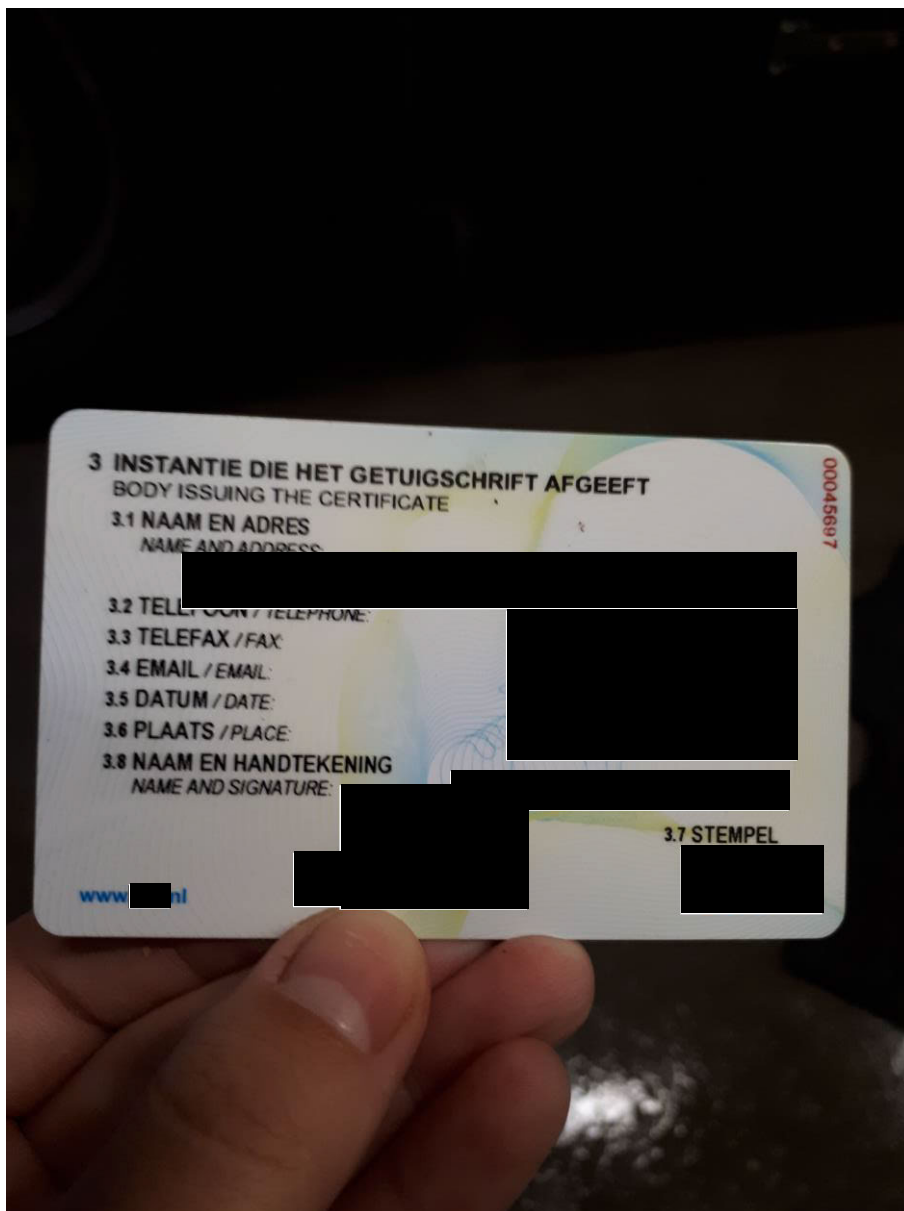 3 INSTANTIE DIE HET GETUIGSCHRIFT AFGEEFT
BODY ISSUING THE CERTIFICATE
00045697
3.1 NAAM EN ADRES
NAME AND ADDRESS:
3.2 TELEFOON / TELEPHONE:
3.3 TELEFAX / FAX:
3.4 EMAIL / EMAIL:
3.5 DATUM / DATE:
3.6 PLAATS / PLACE:
3.8 NAAM EN HANDTEKENING
NAME AND SIGNATURE:
3.7 STEMPEL
www nl